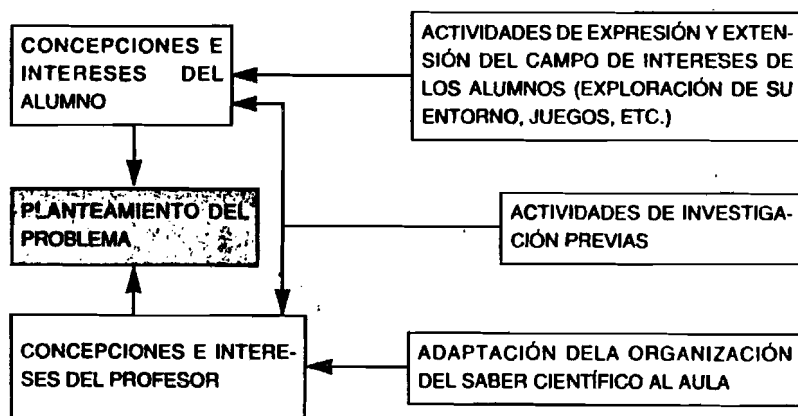 CONCEPCIONES E
INTERESES DEL
ALUMNO
ACTIVIDADES DE EXPRESIÓN Y EXTEN-
SIÓN DEL CAMPO DE INTERESES DE
LOS ALUMNOS (EXPLORACIÓN DE SU
ENTORNO, JUEGOS, ETC.)
PLANTEAMIENTO DEL
PROBLEMA
ACTIVIDADES DE INVESTIGA-
CIÓN PREVIAS
CONCEPCIONES E INTERE-
SES DEL PROFESOR
ADAPTACIÓN DELA ORGANIZACIÓN
DEL SABER CIENTÍFICO AL AULA